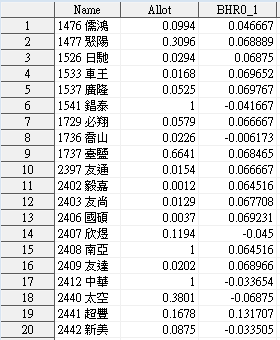 Name Allot BHR0_1
1 1476 儒鴻 0.0994 0.046667
2 1477 聚陽 0.3096 0.068889
3 1526 日馳 0.0294 0.06875
4 1533 車王 0.0168 0.069652
5 1537 廣隆 0.0525 0.069767
6 1541 錩泰 1 -0.041667
7 1729 必翔 0.0579 0.066667
8 1736 喬山 0.0226 -0.006173
9 1737 臺鹽 0.6641 0.068465
10 2397 友通 0.0154 0.066667
11 2402 毅嘉 0.0012 0.064516
12 2403 友尚 0.0129 0.067708
13 2406 國碩 0.0037 0.069231
14 2407 欣煜 0.1194 -0.045
15 2408 南亞 1 0.064516
16 2409 友達 0.0202 0.068966
17 2412 中華 1 -0.033654
18 2440 太空 0.3801 -0.06875
19 2441 超豐 0.1678 0.131707
20 2442 新美 0.0875 -0.033505